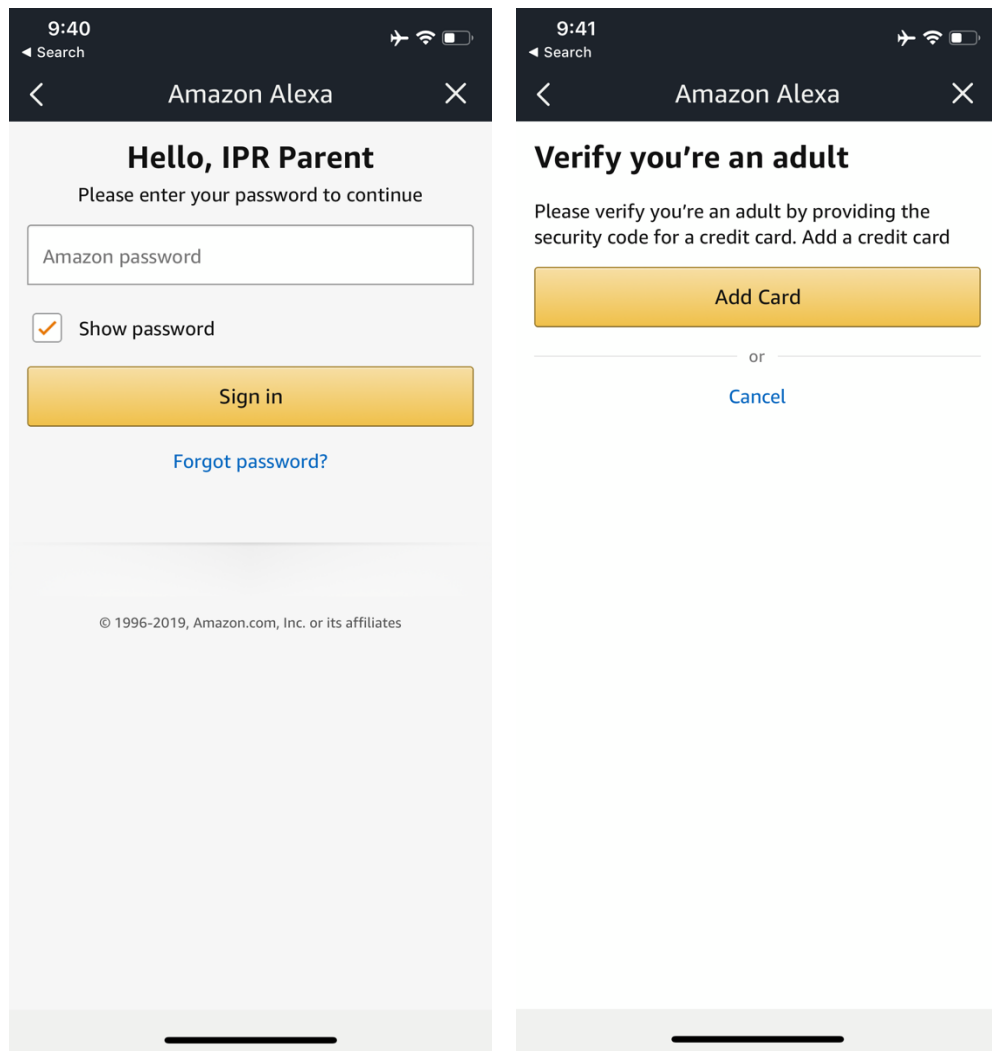 9:40
◀ Search
Amazon Alexa
Hello, IPR Parent
Please enter your password to continue
Amazon password
Show password
Sign in
Forgot password?
© 1996-2019, Amazon.com, Inc. or its affiliates
9:41
◀ Search
Amazon Alexa
Verify you're an adult
Please verify you're an adult by providing the
security code for a credit card. Add a credit card
Add Card
or
Cancel